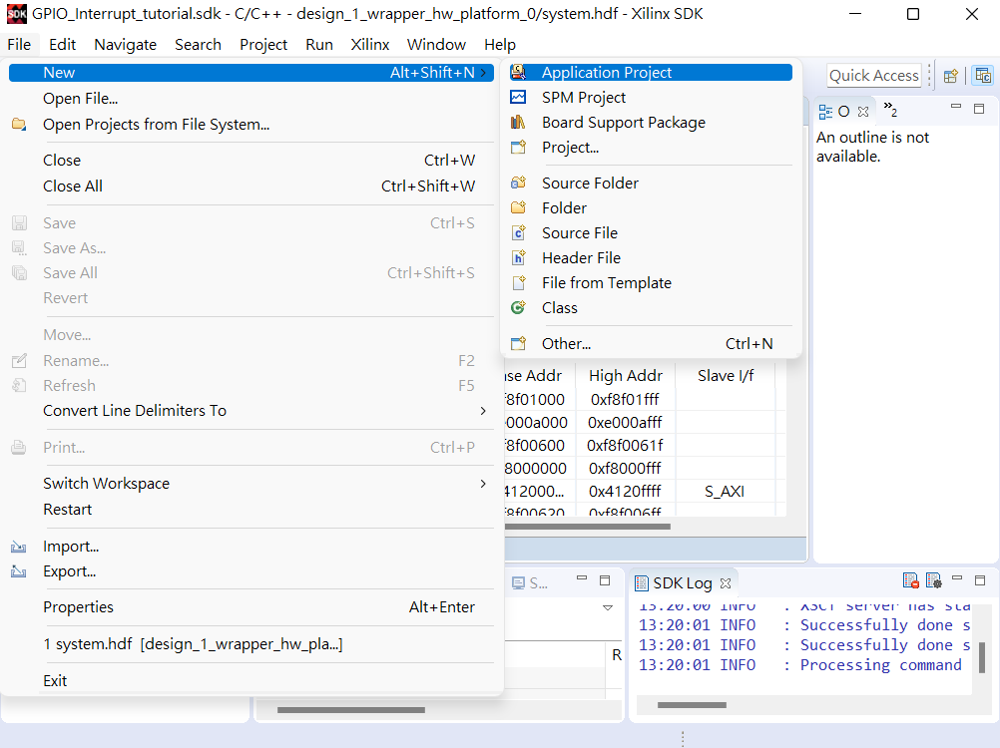 GPIO_Interrupt_tutorial.sdk - C/C++ - design_1_wrapper_hw_platform_0/system.hdf - Xilinx SDK
File Edit Navigate Search Project Run Xilinx Window Help
New Alt+Shift+N
Open File...
Open Projects from File System...
Close Ctrl+W
Close All Ctrl+Shift+W
Save Ctrl+S
Save As...
Save All Ctrl+Shift+S
Revert
Move...
Rename... F2
Refresh F5
Convert Line Delimiters To
Print... Ctrl+P
Switch Workspace
Restart
Import...
Export...
Properties Alt+Enter
1 system.hdf [design_1_wrapper_hw_pla...]
Exit
Application Project
SPM Project
Board Support Package
Project...
Source Folder
Folder
Source File
Header File
File from Template
Class
Other... Ctrl+N
Quick Access
O 2
An outline is not
available.
se Addr High Addr Slave I/f
f8f01000 0xf8f01fff
e000a000 0xe000afff
f8f00600 0xf8f0061f
8000000 0xf8000fff
412000... 0x4120ffff S_AXI
f8f00620 0xf8f006ff
S...
R
SDK Log
13:20:00 INFO : XSCT server has sta
13:20:01 INFO : Successfully done s
13:20:01 INFO : Successfully done s
13:20:01 INFO : Processing command